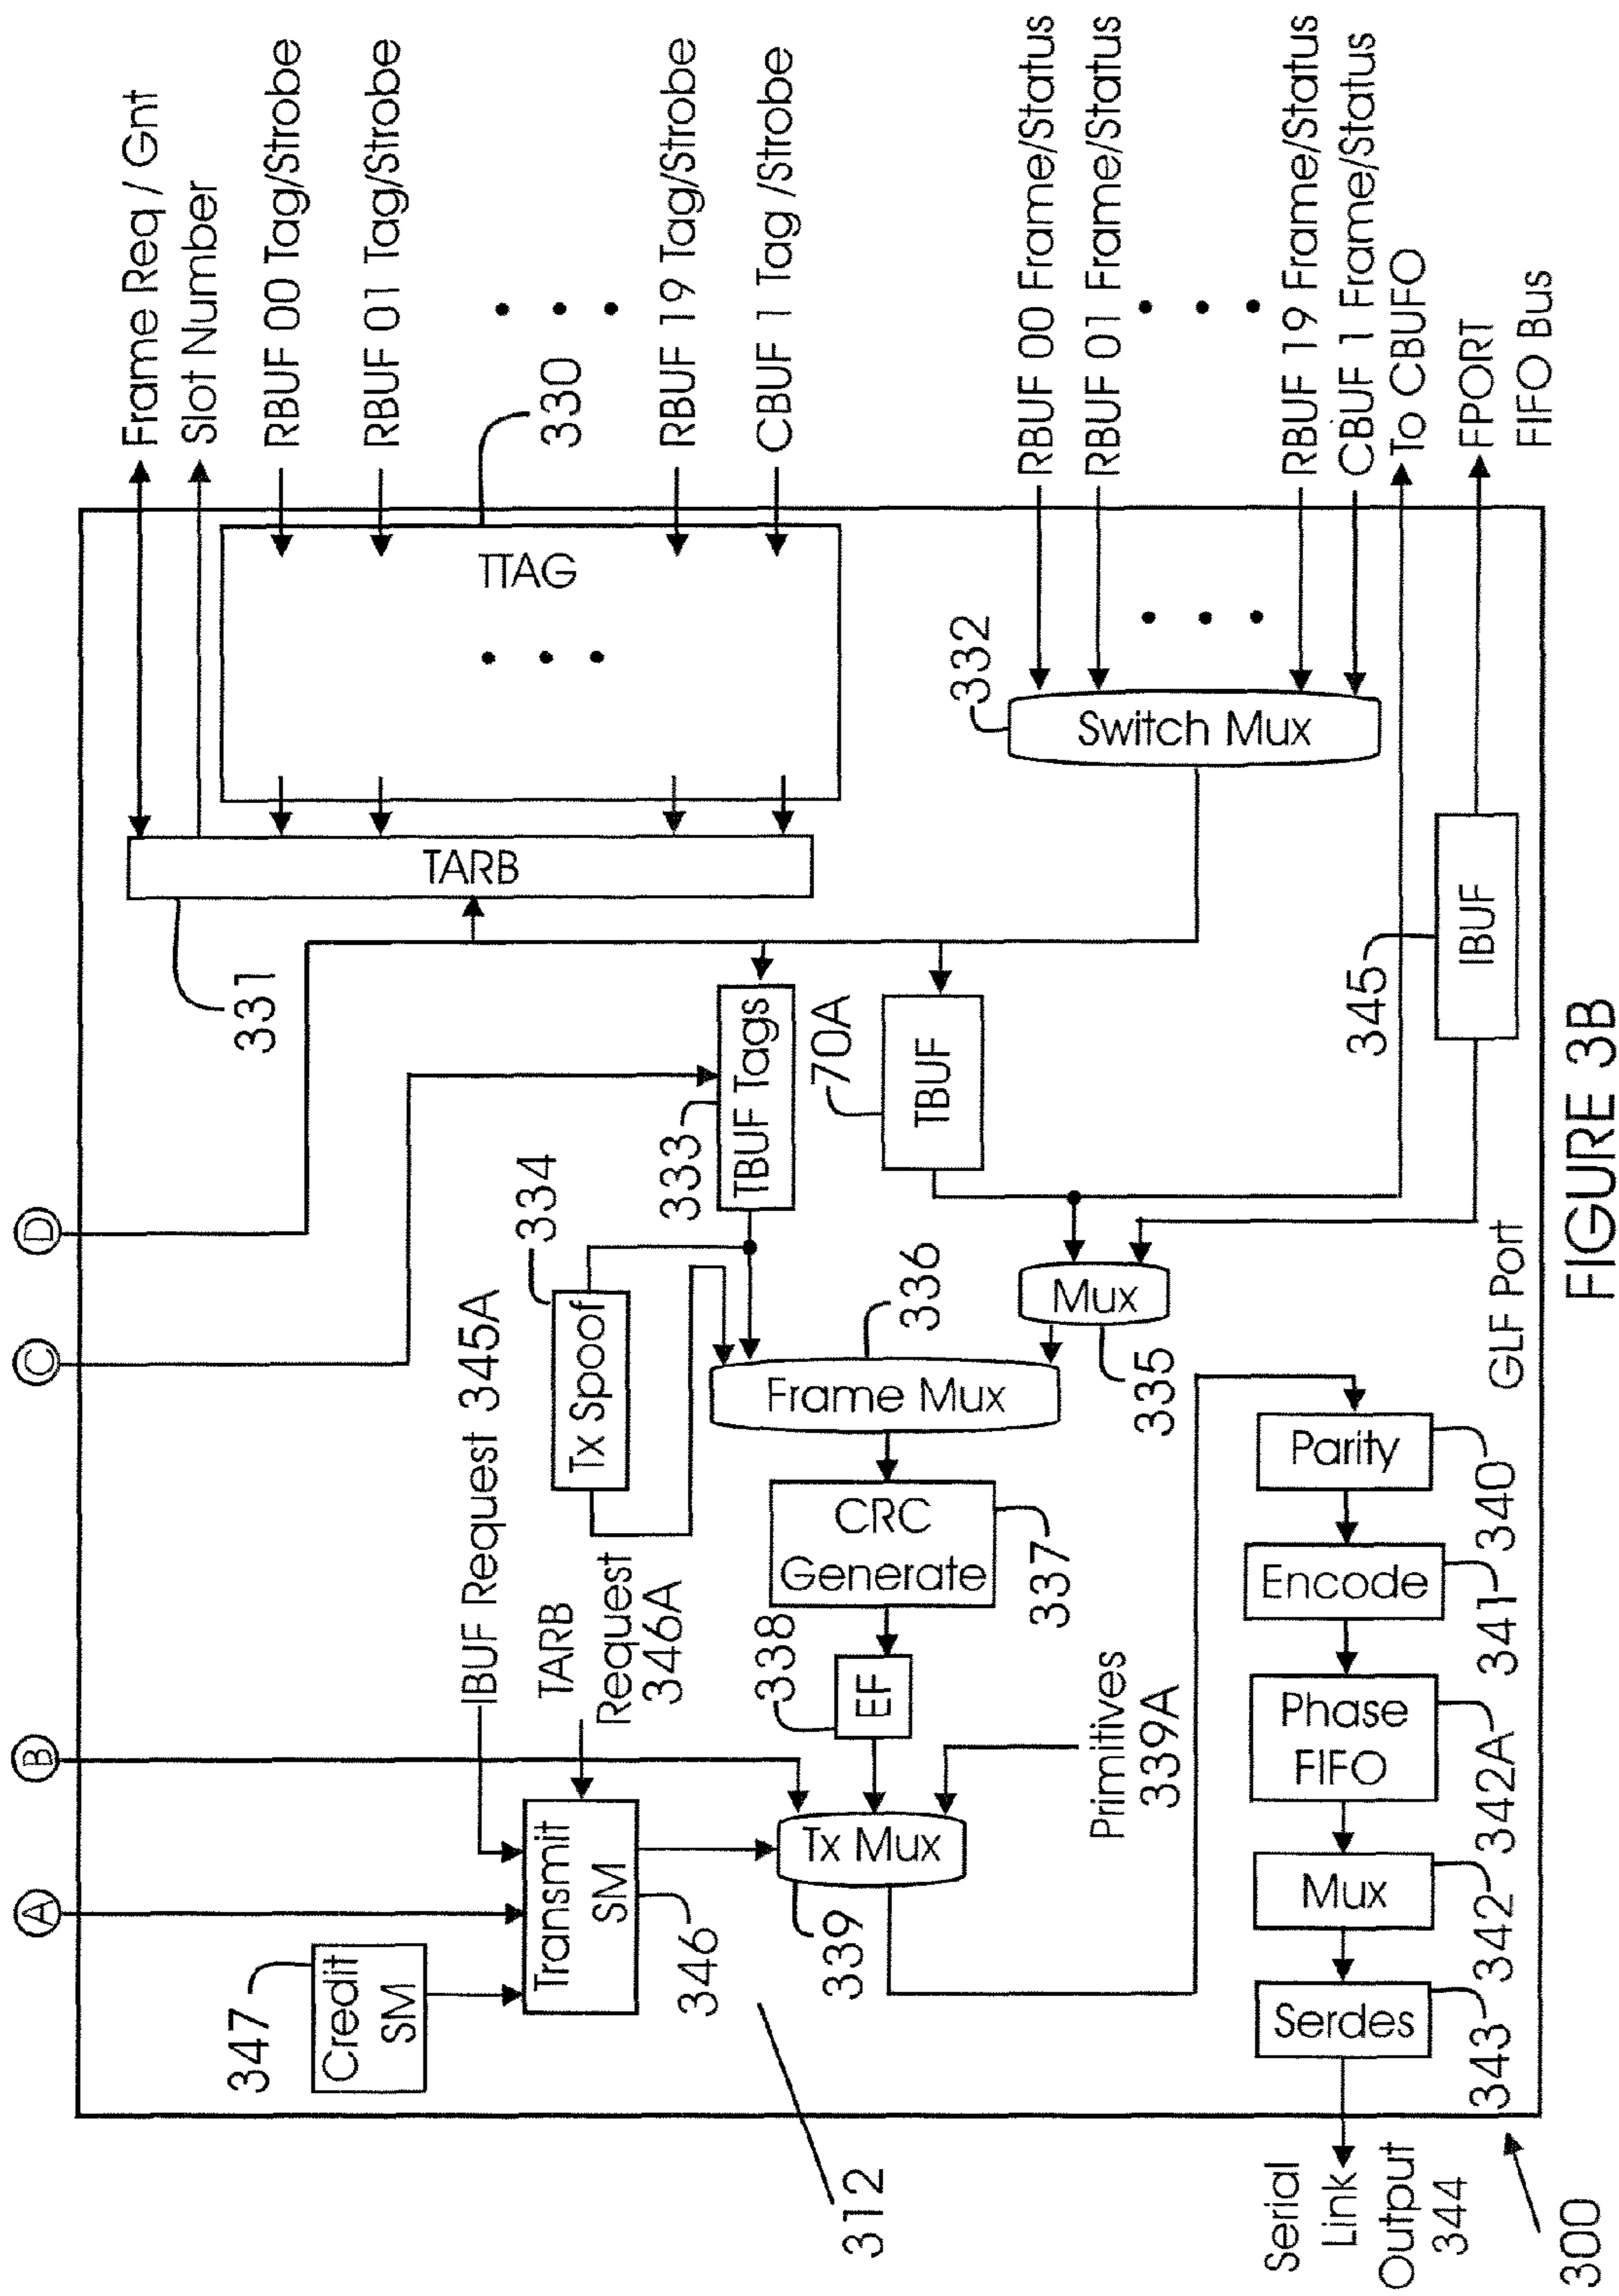 Frame Req / Gnt
Slot Number
RBUF 00 Tag/Strobe
RBUF 01 Tag/Strobe
RBUF 19 Tag/Strobe
CBUF 1 Tag /Strobe
RBUF 00 Frame/Status
RBUF 01 Frame/Status
RBUF 19 Frame/Status
CBUF 1 Frame/Status
To CBUFO
FPORT
FIFO Bus
330
TTAG
TARB
331
332
Switch Mux
IBUF
345
D
C
B
A
TBUF Tags
333
TBUF
70A
334
Tx Spoof
336
Frame Mux
Mux
335
GLF Port
IBUF Request 345A
TARB
Request
346A
CRC
Generate
337
338
EF
Primitives
339A
Tx Mux
339
Transmit
SM
346
Credit
SM
347
312
Parity
340
Encode
341
Phase
FIFO
342A
Mux
342
Serdes
343
Serial
Link
Output
344
300
FIGURE 3B